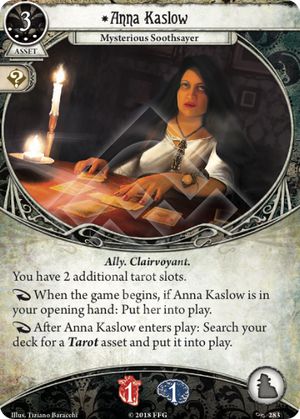 3
Anna Kaslow
Mysterious Soothsayer
ASSET
?
Ally. Clairvoyant.
You have 2 additional tarot slots.
When the game begins, if Anna Kaslow is in
your opening hand: Put her into play.
After Anna Kaslow enters play: Search your
deck for a Tarot asset and put it into play.
1 1
Illus. Tiziano Baracchi © 2018 FFG 283